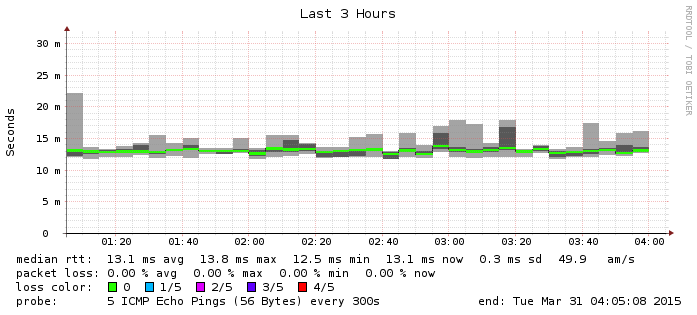 Last 3 Hours
RRDTOOL / TOBI OETIKER
Seconds
30 m
25 m
20 m
15 m
10 m
5 m
0
01:20 01:40 02:00 02:20 02:40 03:00 03:20 03:40 04:00
median rtt: 13.1 ms avg 13.8 ms max 12.5 ms min 13.1 ms now 0.3 ms sd 49.9 am/s
packet loss: 0.00 % avg 0.00 % max 0.00 % min 0.00 % now
loss color: 0 1/5 2/5 3/5 4/5
probe: 5 ICMP Echo Pings (56 Bytes) every 300s end: Tue Mar 31 04:05:08 2015